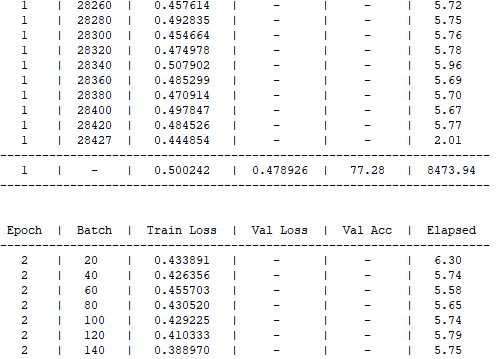 1 | 28260 | 0.457614 | - | - | 5.72
1 | 28280 | 0.492835 | - | - | 5.75
1 | 28300 | 0.454664 | - | - | 5.76
1 | 28320 | 0.474978 | - | - | 5.78
1 | 28340 | 0.507902 | - | - | 5.96
1 | 28360 | 0.485299 | - | - | 5.69
1 | 28380 | 0.470914 | - | - | 5.70
1 | 28400 | 0.497847 | - | - | 5.67
1 | 28420 | 0.484526 | - | - | 5.77
1 | 28427 | 0.444854 | - | - | 2.01
----------------------------------------------------------------------
1 | - | 0.500242 | 0.478926 | 77.28 | 8473.94
----------------------------------------------------------------------
Epoch | Batch | Train Loss | Val Loss | Val Acc | Elapsed
----------------------------------------------------------------------
2 | 20 | 0.433891 | - | - | 6.30
2 | 40 | 0.426356 | - | - | 5.74
2 | 60 | 0.455703 | - | - | 5.58
2 | 80 | 0.430520 | - | - | 5.65
2 | 100 | 0.429225 | - | - | 5.74
2 | 120 | 0.410333 | - | - | 5.79
2 | 140 | 0.388970 | - | - | 5.75